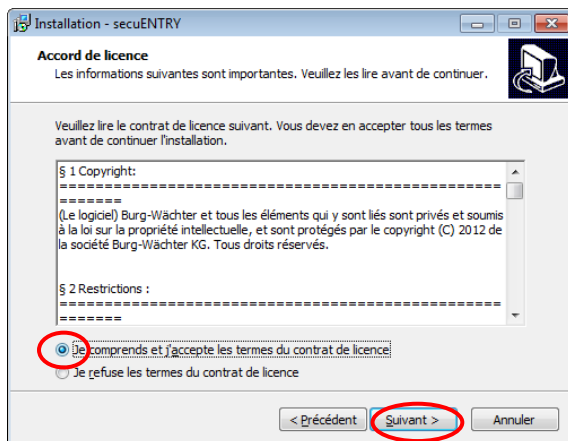 Installation - secuENTRY
Accord de licence
Les informations suivantes sont importantes. Veuillez les lire avant de continuer.
Veuillez lire le contrat de licence suivant. Vous devez en accepter tous les termes
avant de continuer l'installation.
§ 1 Copyright:
=================================================
=======
(Le logiciel) Burg-Wächter et tous les éléments qui y sont liés sont privés et soumis
à la loi sur la propriété intellectuelle, et sont protégés par le copyright (C) 2012 de
la société Burg-Wächter KG. Tous droits réservés.
§ 2 Restrictions :
=================================================
=======
Je comprends et j'accepte les termes du contrat de licence
Je refuse les termes du contrat de licence
< Précédent
Suivant >
Annuler